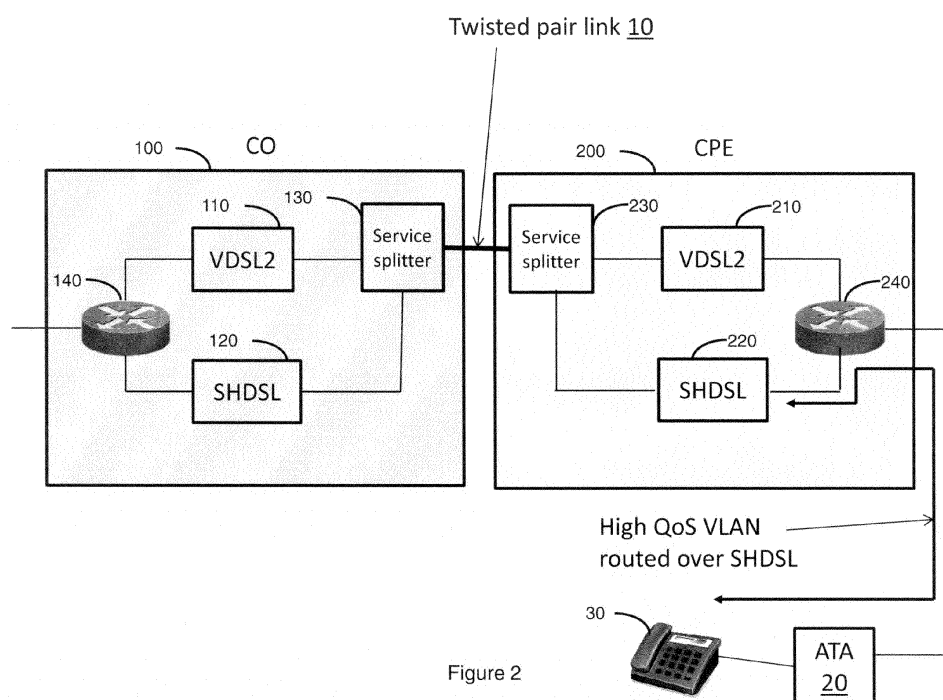 Twisted pair link 10
100
CO
200
CPE
110
130
230
210
VDSL2
Service
splitter
Service
splitter
VDSL2
140
240
120
220
SHDSL
SHDSL
High QoS VLAN
routed over SHDSL
30
ATA
20
Figure 2